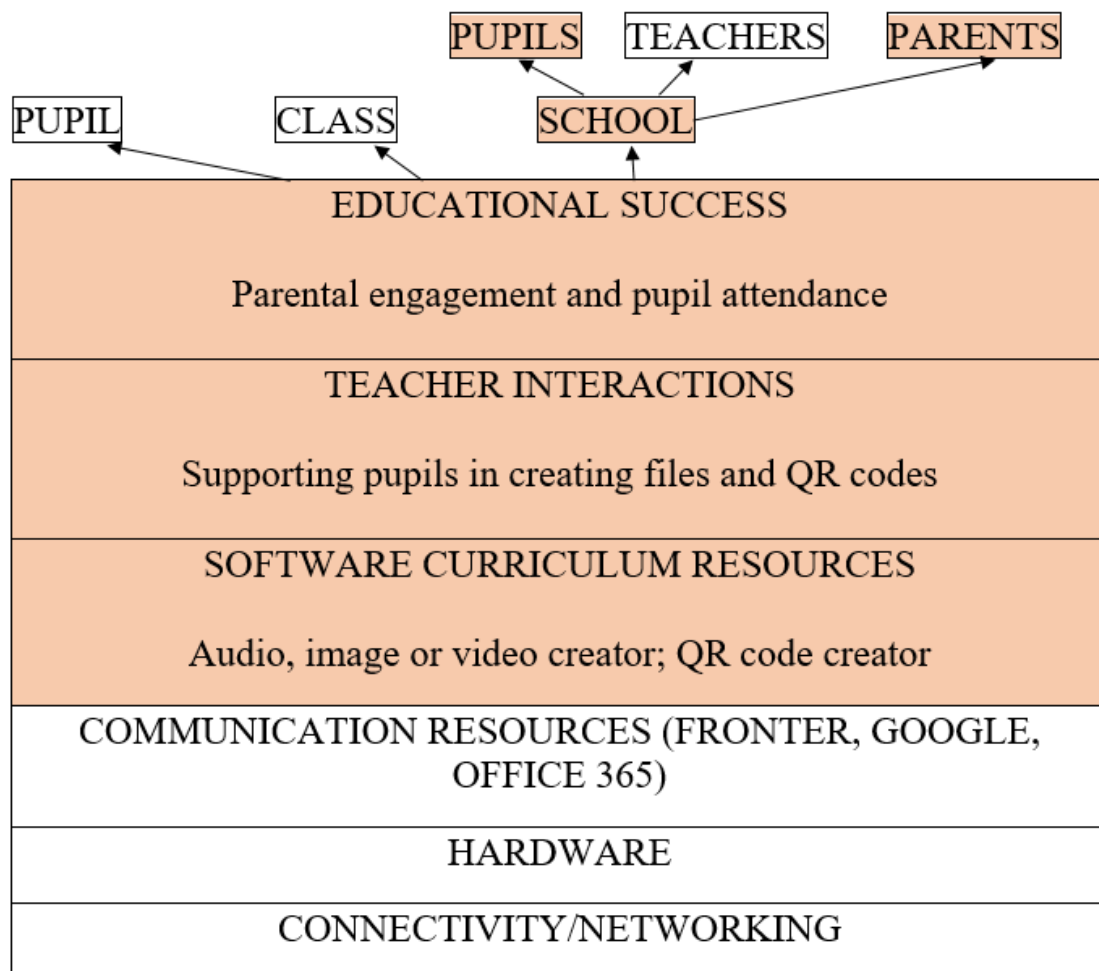 PUPILS
TEACHERS
PARENTS
PUPIL
CLASS
SCHOOL
EDUCATIONAL SUCCESS
Parental engagement and pupil attendance
TEACHER INTERACTIONS
Supporting pupils in creating files and QR codes
SOFTWARE CURRICULUM RESOURCES
Audio, image or video creator; QR code creator
COMMUNICATION RESOURCES (FRONTER, GOOGLE,
OFFICE 365)
HARDWARE
CONNECTIVITY/NETWORKING